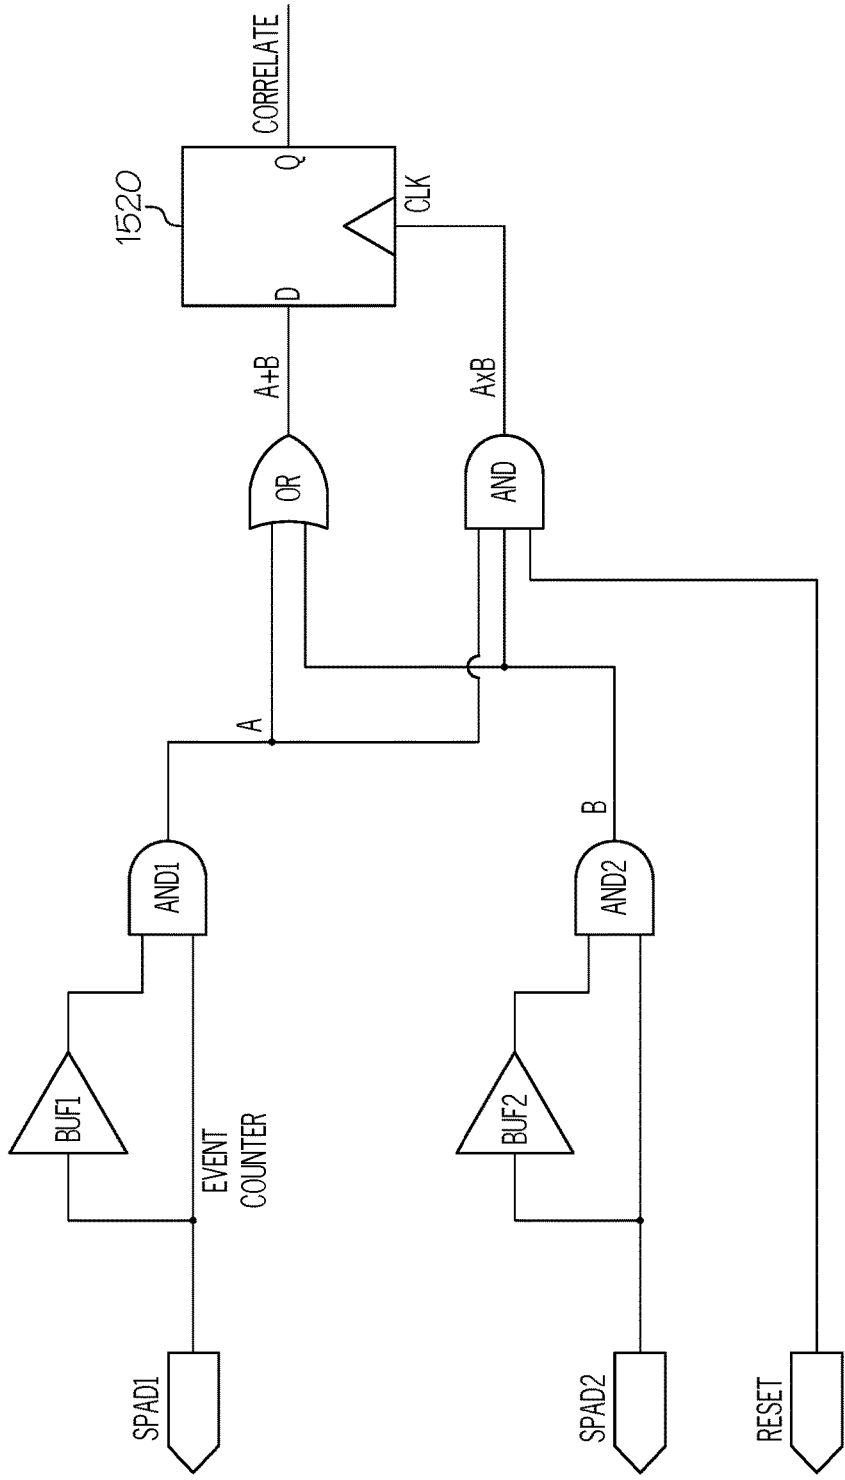 SPAD1
BUF1
EVENT
COUNTER
AND1
A
OR
A+B
1520
D
Q
CLK
CORRELATE
SPAD2
BUF2
AND2
B
AND
AxB
RESET